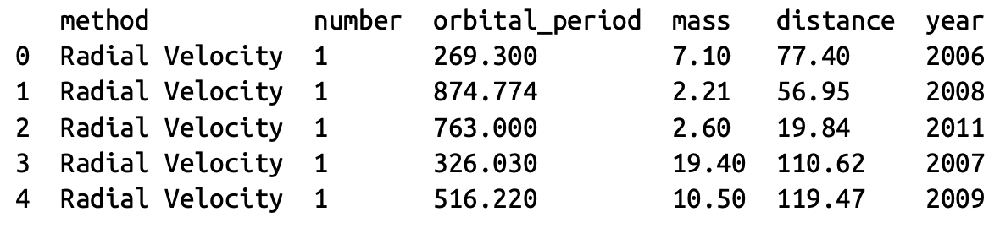 method number orbital_period mass distance year
0 Radial Velocity 1 269.300 7.10 77.40 2006
1 Radial Velocity 1 874.774 2.21 56.95 2008
2 Radial Velocity 1 763.000 2.60 19.84 2011
3 Radial Velocity 1 326.030 19.40 110.62 2007
4 Radial Velocity 1 516.220 10.50 119.47 2009